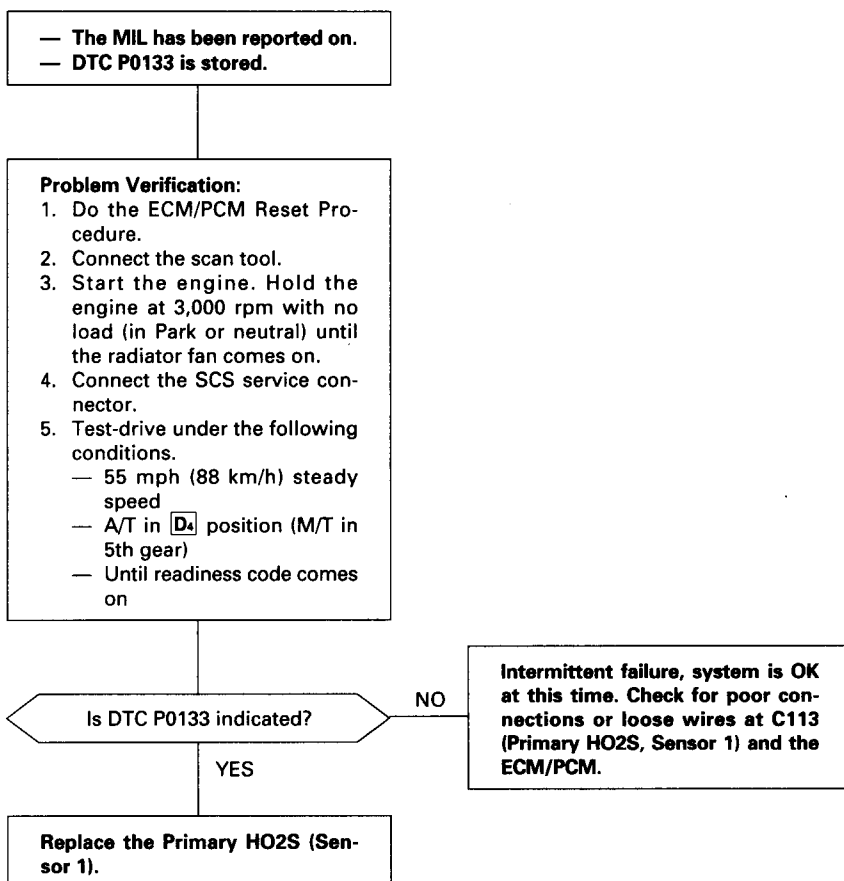 — The MIL has been reported on.
— DTC P0133 is stored.
Problem Verification:
1. Do the ECM/PCM Reset Pro-
cedure.
2. Connect the scan tool.
3. Start the engine. Hold the
engine at 3,000 rpm with no
load (in Park or neutral) until
the radiator fan comes on.
4. Connect the SCS service con-
nector.
5. Test-drive under the following
conditions.
— 55 mph (88 km/h) steady
speed
— A/T in D4 position (M/T in
5th gear)
— Until readiness code comes
on
Is DTC P0133 indicated?
NO
Intermittent failure, system is OK
at this time. Check for poor con-
nections or loose wires at C113
(Primary HO2S, Sensor 1) and the
ECM/PCM.
YES
Replace the Primary HO2S (Sen-
sor 1).